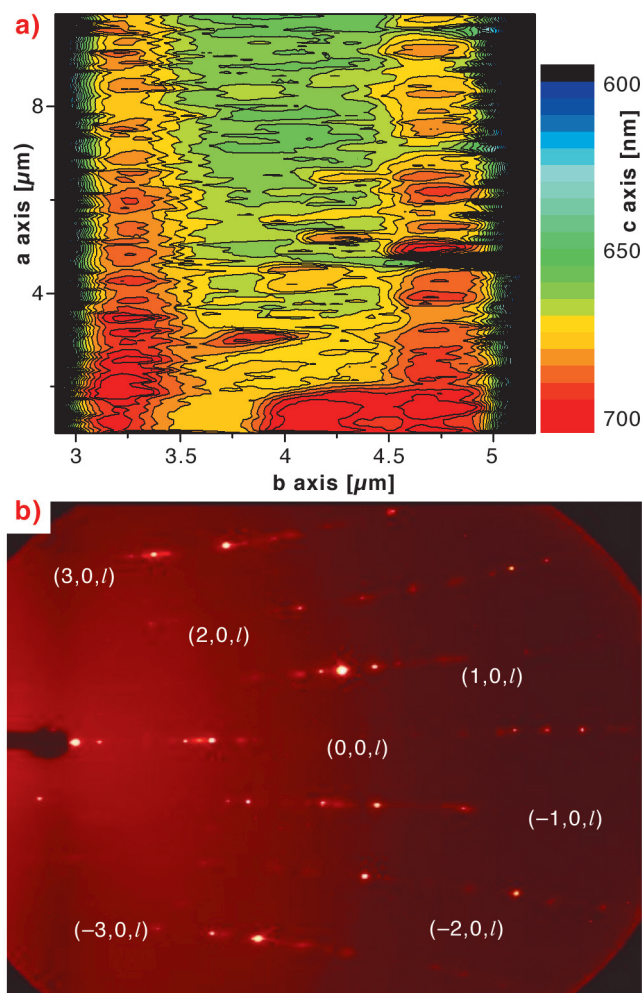 a)
8
4
a axis [µm]
3
3.5
4
4.5
5
b axis [µm]
600
650
700
c axis [nm]
b)
(3,0,l)
(2,0,l)
(1,0,l)
(0,0,l)
(−1,0,l)
(−3,0,l)
(−2,0,l)